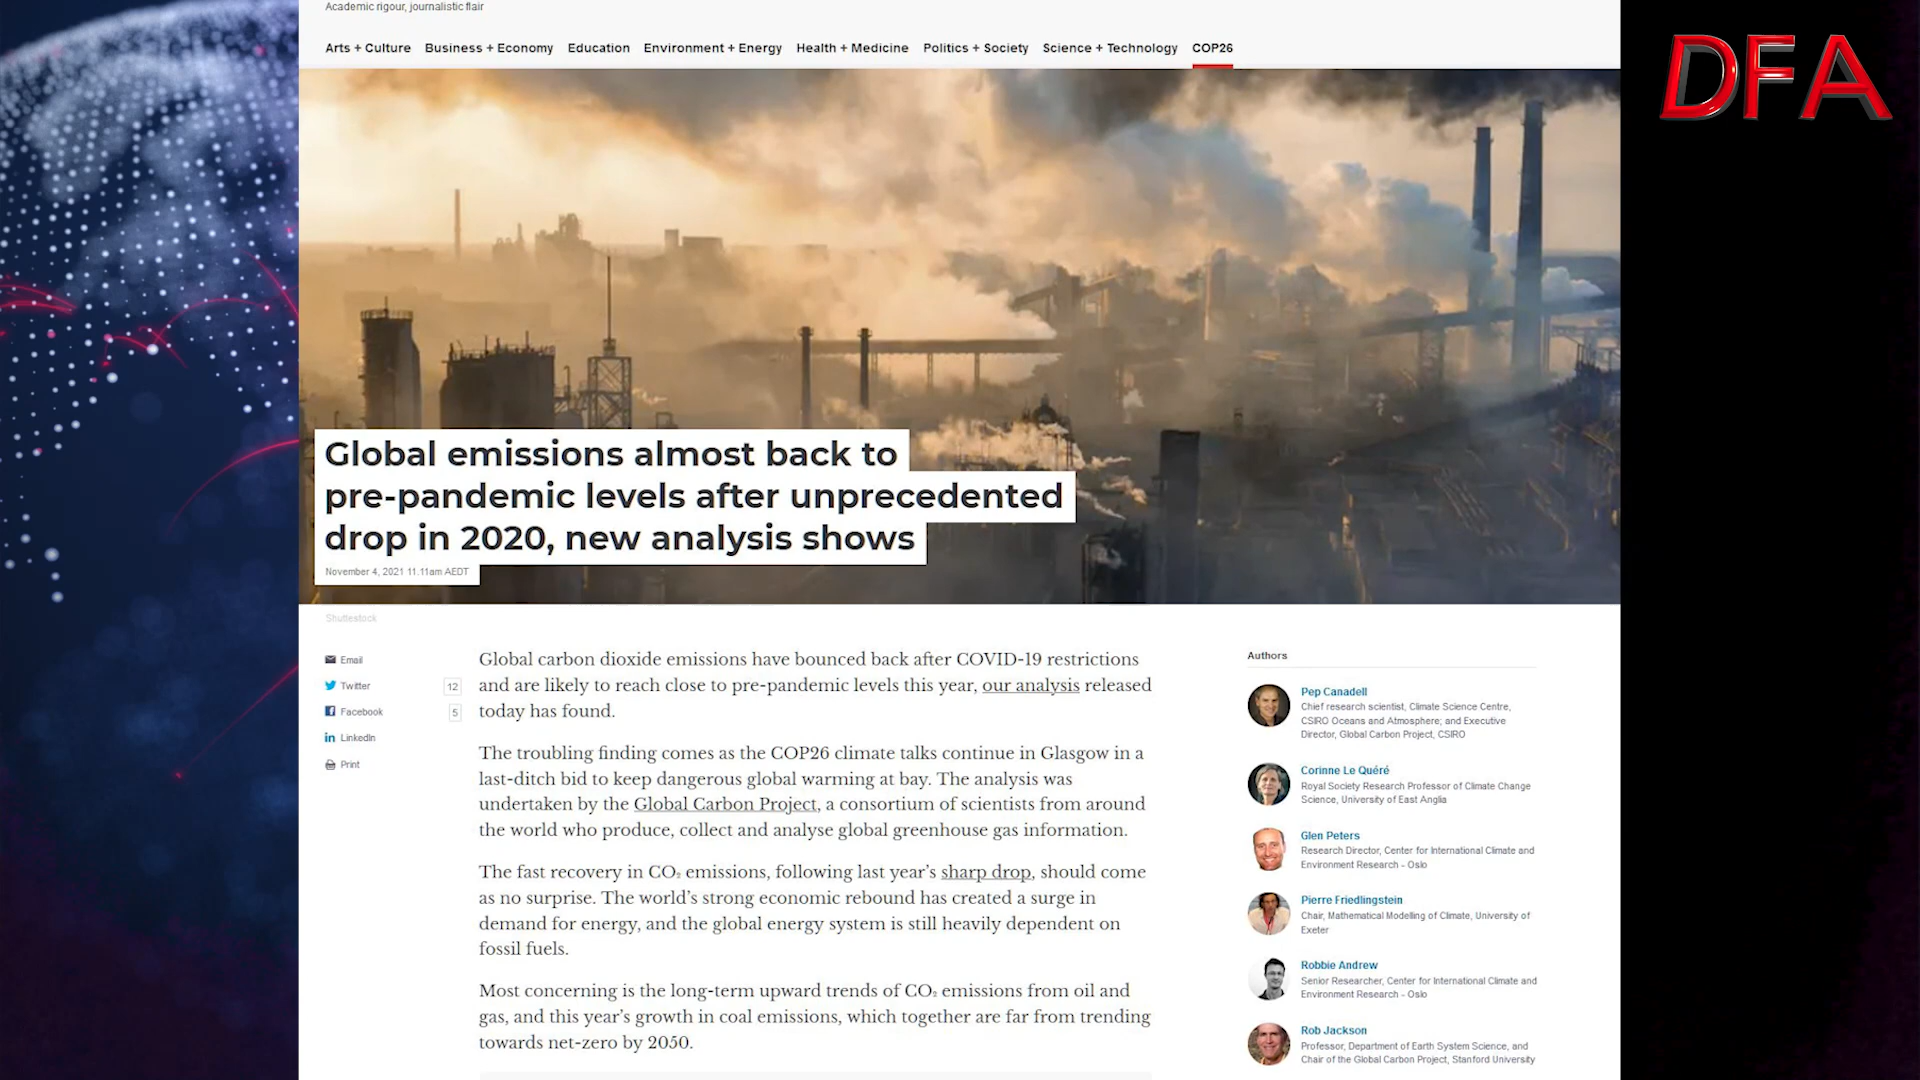 Academic rigour, journalistic flair
Arts + Culture Business + Economy Education Environment + Energy Health + Medicine Politics + Society Science + Technology COP26
DFA
Global emissions almost back to
pre-pandemic levels after unprecedented
drop in 2020, new analysis shows
November 4, 2021 11.11am AEDT
Shutterstock
Email
Twitter 12
Facebook 5
LinkedIn
Print
Global carbon dioxide emissions have bounced back after COVID-19 restrictions
and are likely to reach close to pre-pandemic levels this year, our analysis released
today has found.
The troubling finding comes as the COP26 climate talks continue in Glasgow in a
last-ditch bid to keep dangerous global warming at bay. The analysis was
undertaken by the Global Carbon Project, a consortium of scientists from around
the world who produce, collect and analyse global greenhouse gas information.
The fast recovery in CO₂ emissions, following last year’s sharp drop, should come
as no surprise. The world’s strong economic rebound has created a surge in
demand for energy, and the global energy system is still heavily dependent on
fossil fuels.
Most concerning is the long-term upward trends of CO₂ emissions from oil and
gas, and this year’s growth in coal emissions, which together are far from trending
towards net-zero by 2050.
Authors
Pep Canadell
Chief research scientist, Climate Science Centre,
CSIRO Oceans and Atmosphere; and Executive
Director, Global Carbon Project, CSIRO
Corinne Le Quéré
Royal Society Research Professor of Climate Change
Science, University of East Anglia
Glen Peters
Research Director, Center for International Climate and
Environment Research - Oslo
Pierre Friedlingstein
Chair, Mathematical Modelling of Climate, University of
Exeter
Robbie Andrew
Senior Researcher, Center for International Climate and
Environment Research - Oslo
Rob Jackson
Professor, Department of Earth System Science, and
Chair of the Global Carbon Project, Stanford University